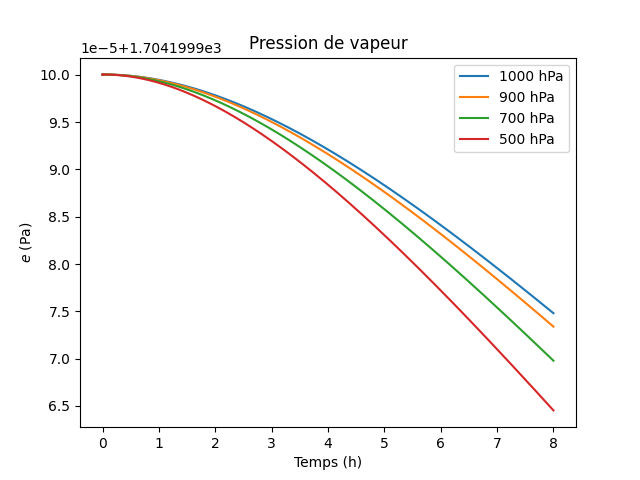 1e−5+1.7041999e3
Pression de vapeur
10.0
9.5
9.0
8.5
8.0
7.5
7.0
6.5
e (Pa)
0 1 2 3 4 5 6 7 8
Temps (h)
1000 hPa
900 hPa
700 hPa
500 hPa